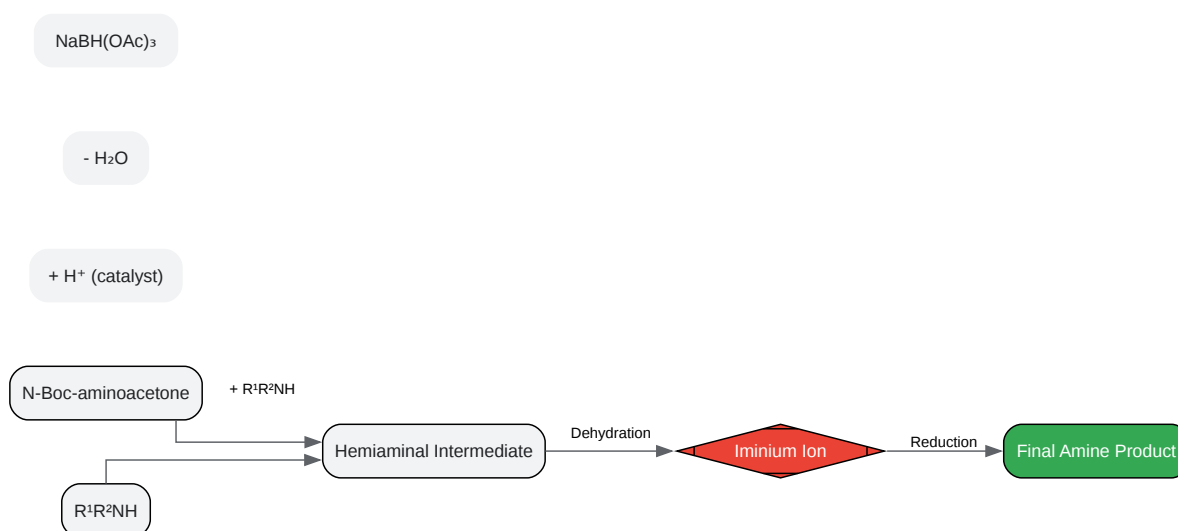 NaBH(OAc)₃
- H₂O
+ H⁺ (catalyst)
N-Boc-aminoacetone
+ R¹R²NH
Hemiaminal Intermediate
Dehydration
Iminium Ion
Reduction
Final Amine Product
R¹R²NH